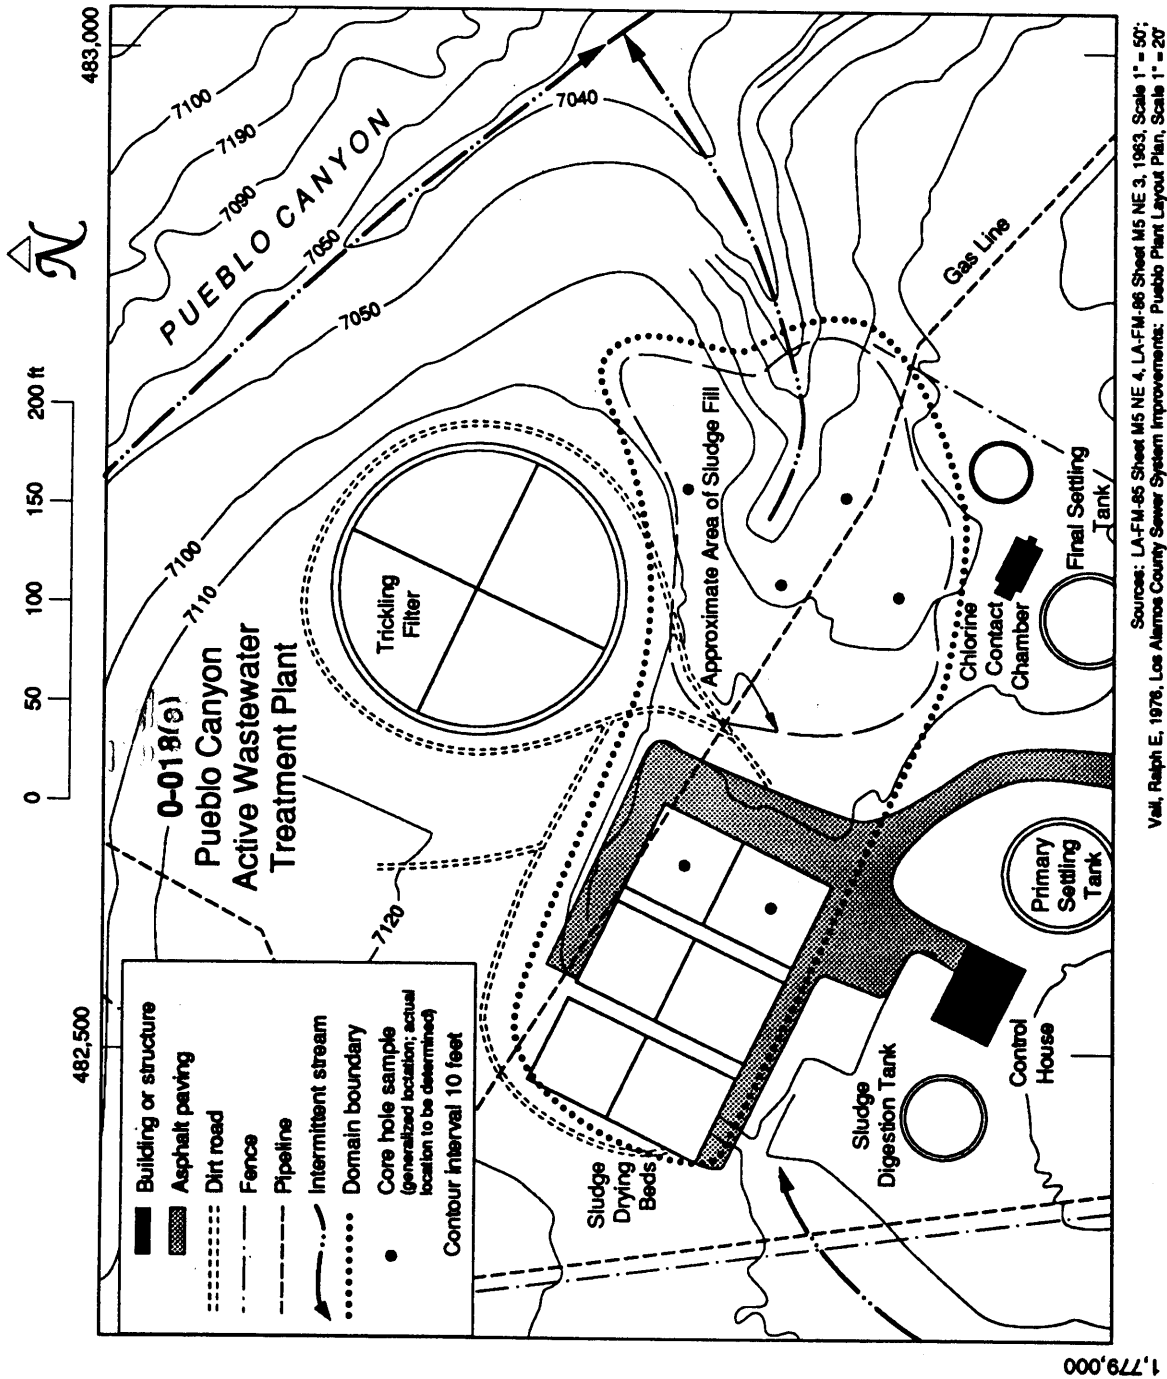 483,000
482,500
1,779,000
N
0 50 100 150 200 ft
PUEBLO CANYON
7100
7190
7090
7050
7050
7040
7100
7110
7120
0-018(e)
Pueblo Canyon
Active Wastewater
Treatment Plant
Trickling
Filter
Approximate Area of Sludge Fill
Gas Line
Final Settling
Tank
Chlorine
Contact
Chamber
Primary
Settling
Tank
Control
House
Sludge
Digestion Tank
Sludge
Drying
Beds
Building or structure
Asphalt paving
Dirt road
Fence
Pipeline
Intermittent stream
Domain boundary
Core hole sample
(generalized loctation; actual
location to be determined)
Contour interval 10 feet
Sources: LA-FM-85 Sheet M5 NE 4, LA-FM-86 Sheet M5 NE 3, 1963, Scale 1" = 50';
Vail, Ralph E, 1976, Los Alamos County Sewer System Improvements; Pueblo Plant Layout Plan, Scale 1" = 20'